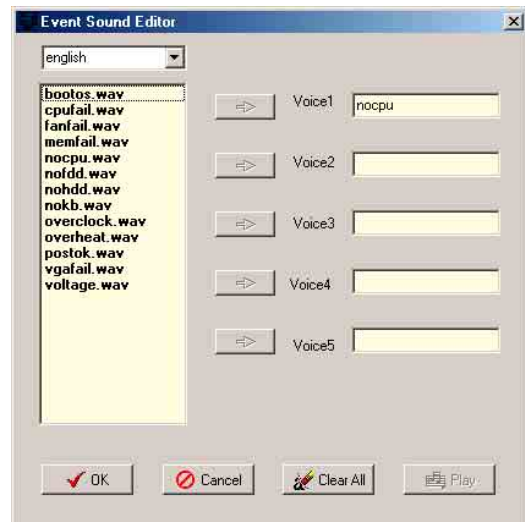 Event Sound Editor
english
bootos.wav
cpufail.wav
fanfail.wav
memfail.wav
nocpu.wav
nofdd.wav
nohdd.wav
nokb.wav
overclock.wav
overheat.wav
postok.wav
vgafail.wav
voltage.wav
Voice1
nocpu
Voice2
Voice3
Voice4
Voice5
OK
Cancel
Clear All
Play